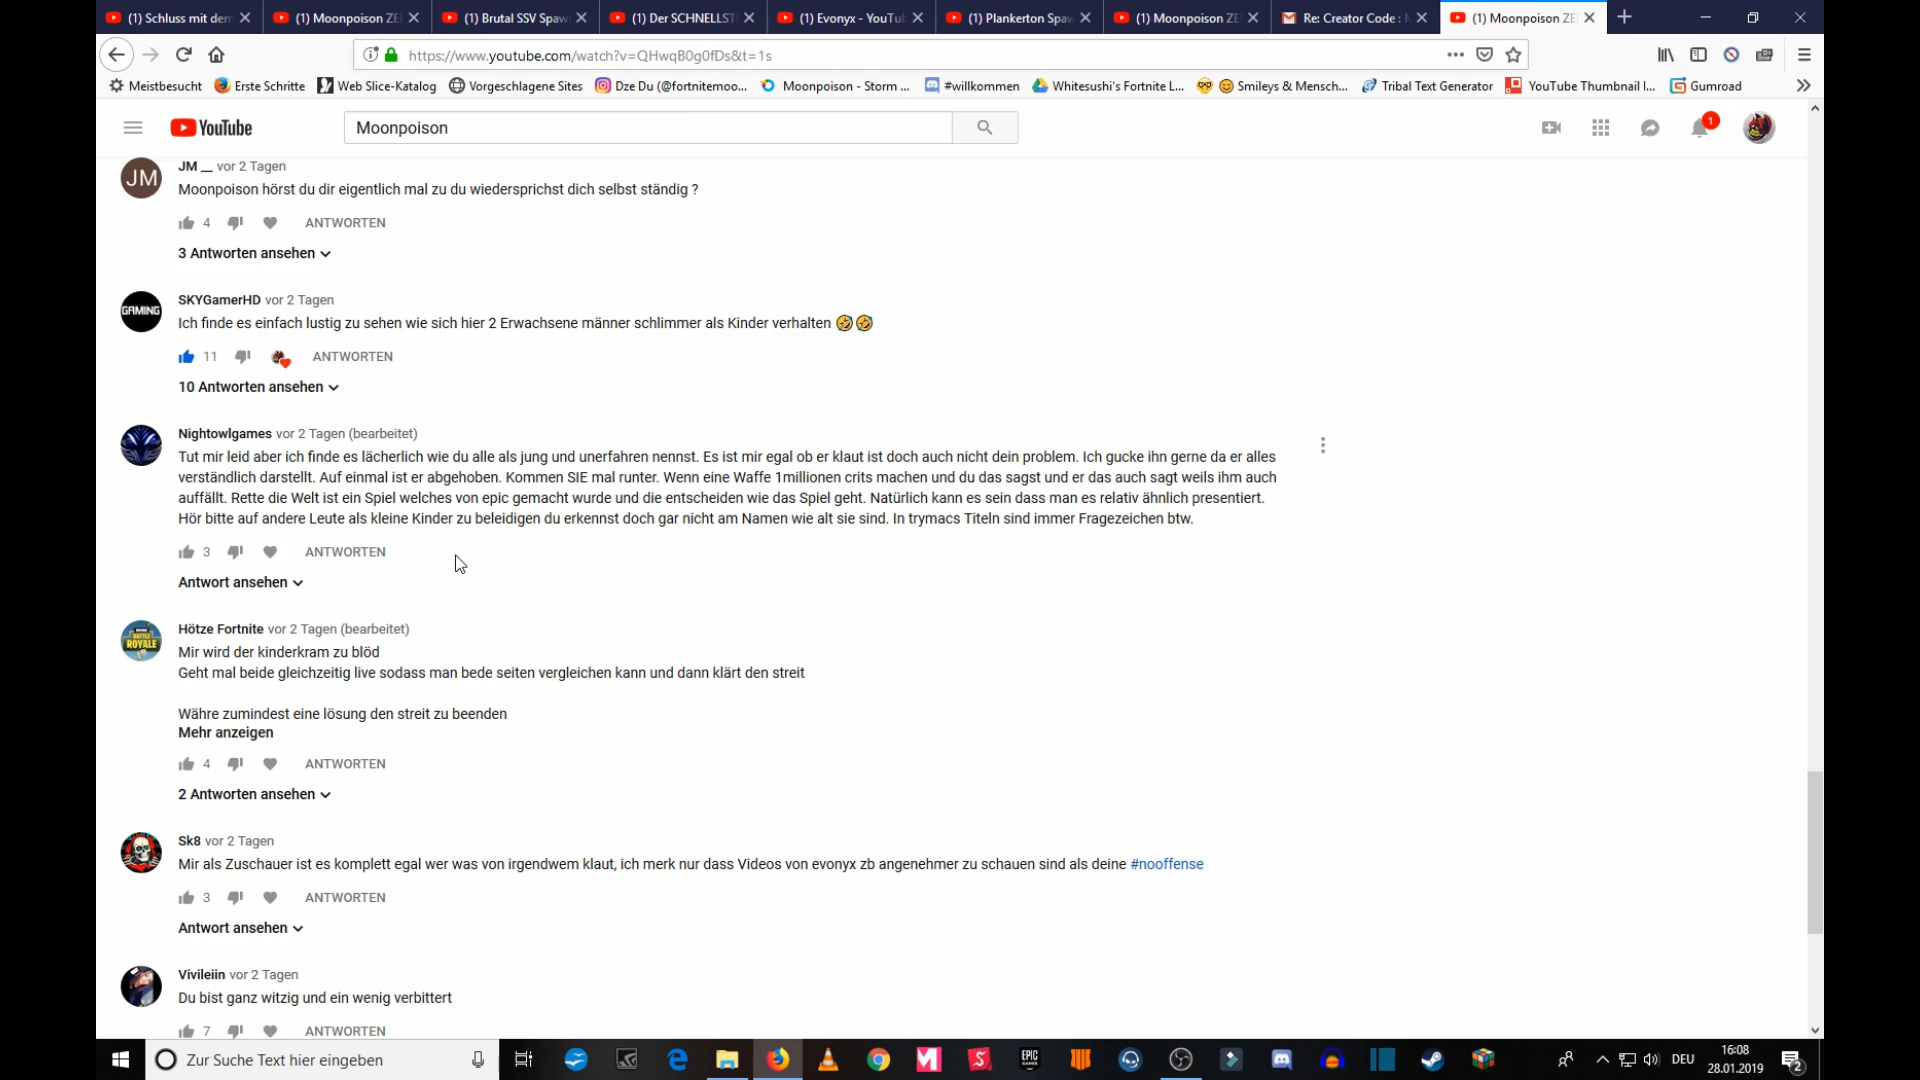 (1) Schluss mit dem
(1) Moonpoison ZE
(1) Brutal SSV Spaw
(1) Der SCHNELLST
(1) Evonyx - YouTu
(1) Plankerton Spaw
(1) Moonpoison ZE
Re: Creator Code :
(1) Moonpoison ZE
https://www.youtube.com/watch?v=QHwqB0g0fDs&t=1s
Meistbesucht
Erste Schritte
Web Slice-Katalog
Vorgeschlagene Sites
Dze Du (@fortnitemoo...
Moonpoison - Storm ...
#willkommen
Whitesushi's Fortnite L...
Smileys & Mensch...
Tribal Text Generator
YouTube Thumbnail I...
Gumroad
YouTube
Moonpoison
1
JM
JM __ vor 2 Tagen
Moonpoison hörst du dir eigentlich mal zu du wiedersprichst dich selbst ständig ?
4 ANTWORTEN
3 Antworten ansehen
GAMING
SKYGamerHD vor 2 Tagen
Ich finde es einfach lustig zu sehen wie sich hier 2 Erwachsene männer schlimmer als Kinder verhalten 🤣🤣
11 ANTWORTEN
10 Antworten ansehen
Nightowlgames vor 2 Tagen (bearbeitet)
Tut mir leid aber ich finde es lächerlich wie du alle als jung und unerfahren nennst. Es ist mir egal ob er klaut ist doch auch nicht dein problem. Ich gucke ihn gerne da er alles
verständlich darstellt. Auf einmal ist er abgehoben. Kommen SIE mal runter. Wenn eine Waffe 1millionen crits machen und du das sagst und er das auch sagt weils ihm auch
auffällt. Rette die Welt ist ein Spiel welches von epic gemacht wurde und die entscheiden wie das Spiel geht. Natürlich kann es sein dass man es relativ ähnlich presentiert.
Hör bitte auf andere Leute als kleine Kinder zu beleidigen du erkennst doch gar nicht am Namen wie alt sie sind. In trymacs Titeln sind immer Fragezeichen btw.
3 ANTWORTEN
Antwort ansehen
BATTLE
ROYALE
Hötze Fortnite vor 2 Tagen (bearbeitet)
Mir wird der kinderkram zu blöd
Geht mal beide gleichzeitig live sodass man bede seiten vergleichen kann und dann klärt den streit
Währe zumindest eine lösung den streit zu beenden
Mehr anzeigen
4 ANTWORTEN
2 Antworten ansehen
Sk8 vor 2 Tagen
Mir als Zuschauer ist es komplett egal wer was von irgendwem klaut, ich merk nur dass Videos von evonyx zb angenehmer zu schauen sind als deine #nooffense
3 ANTWORTEN
Antwort ansehen
Vivileiin vor 2 Tagen
Du bist ganz witzig und ein wenig verbittert
7 ANTWORTEN
Zur Suche Text hier eingeben
EPIC
DEU
16:08
28.01.2019
2